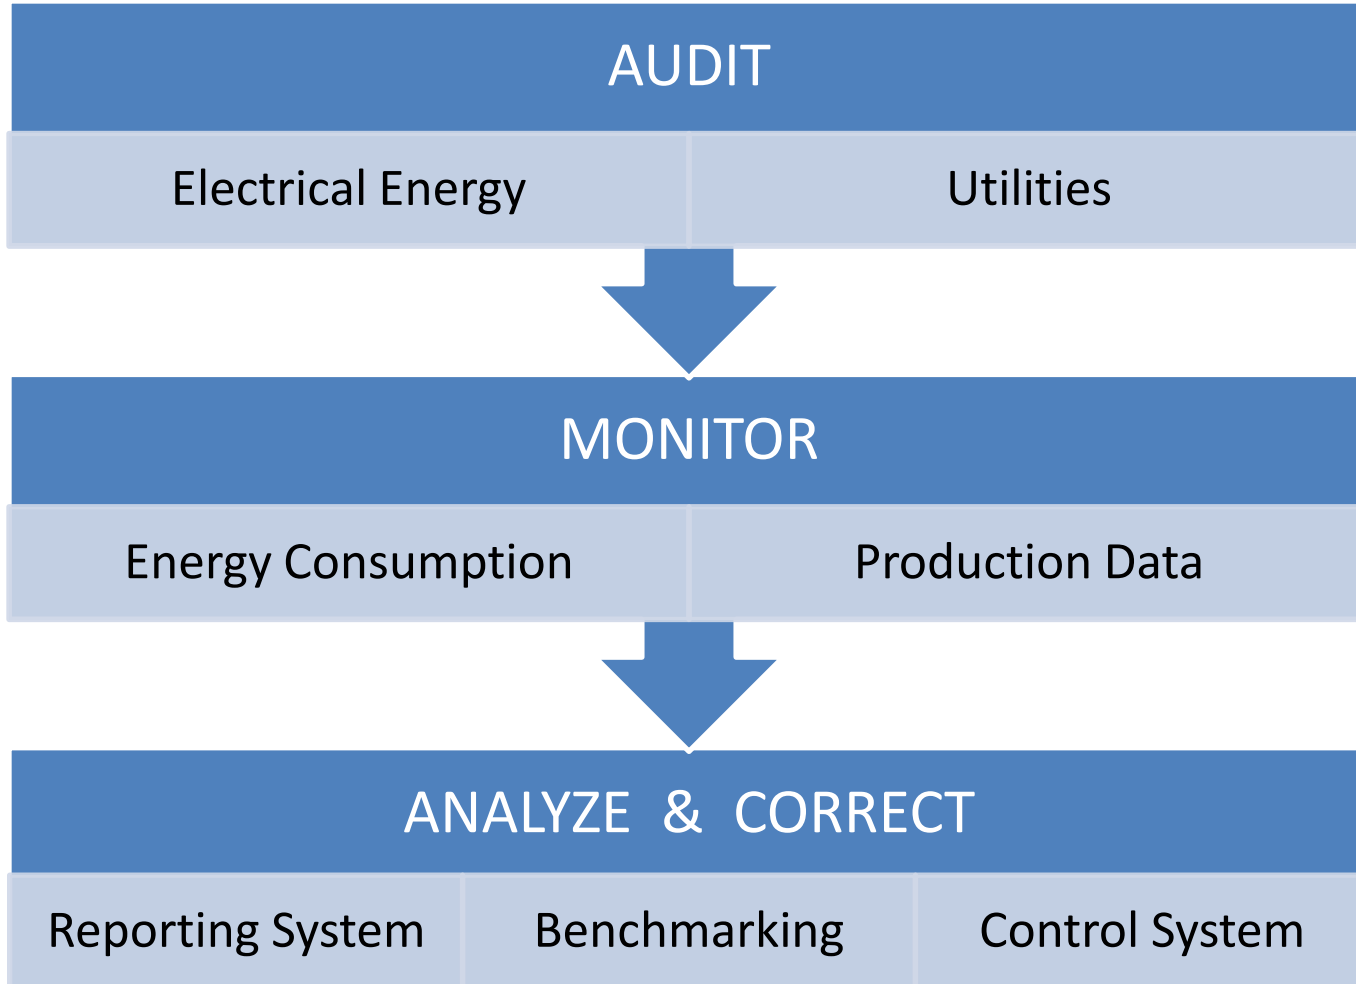 AUDIT
Electrical Energy
Utilities
MONITOR
Energy Consumption
Production Data
ANALYZE & CORRECT
Reporting System
Benchmarking
Control System